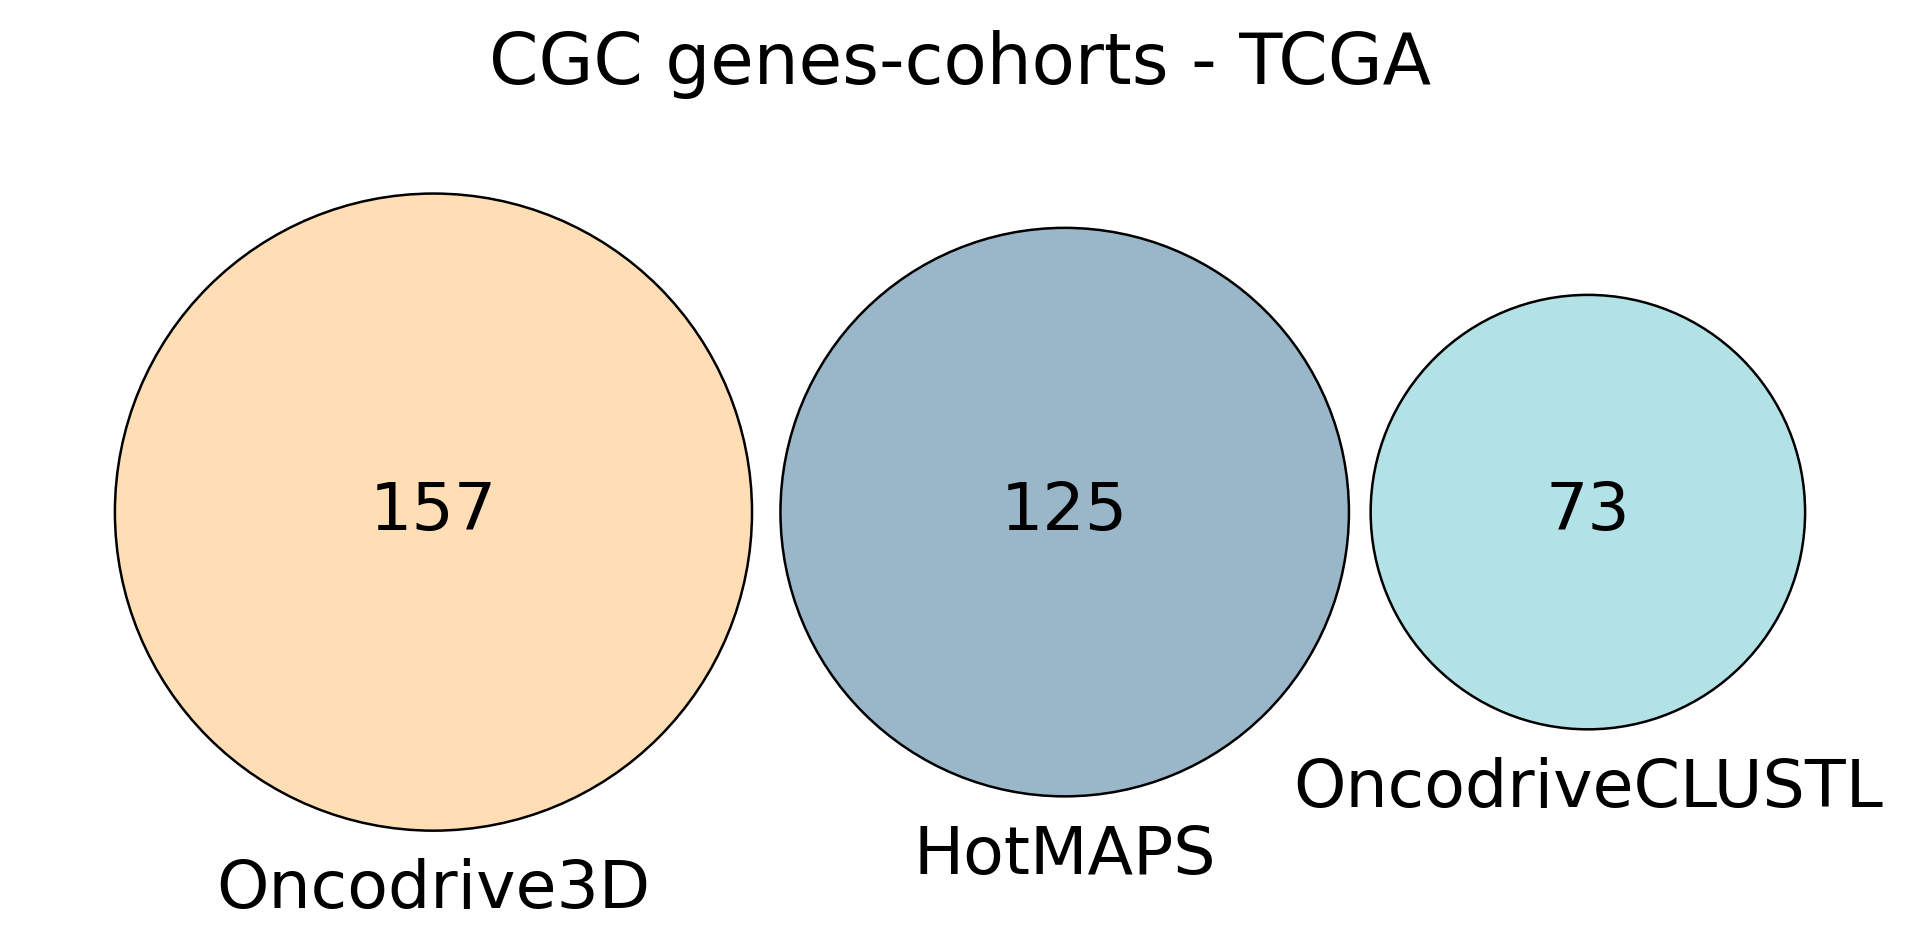 CGC genes-cohorts - TCGA
157
125
73
OncodriveCLUSTL
HotMAPS
Oncodrive3D